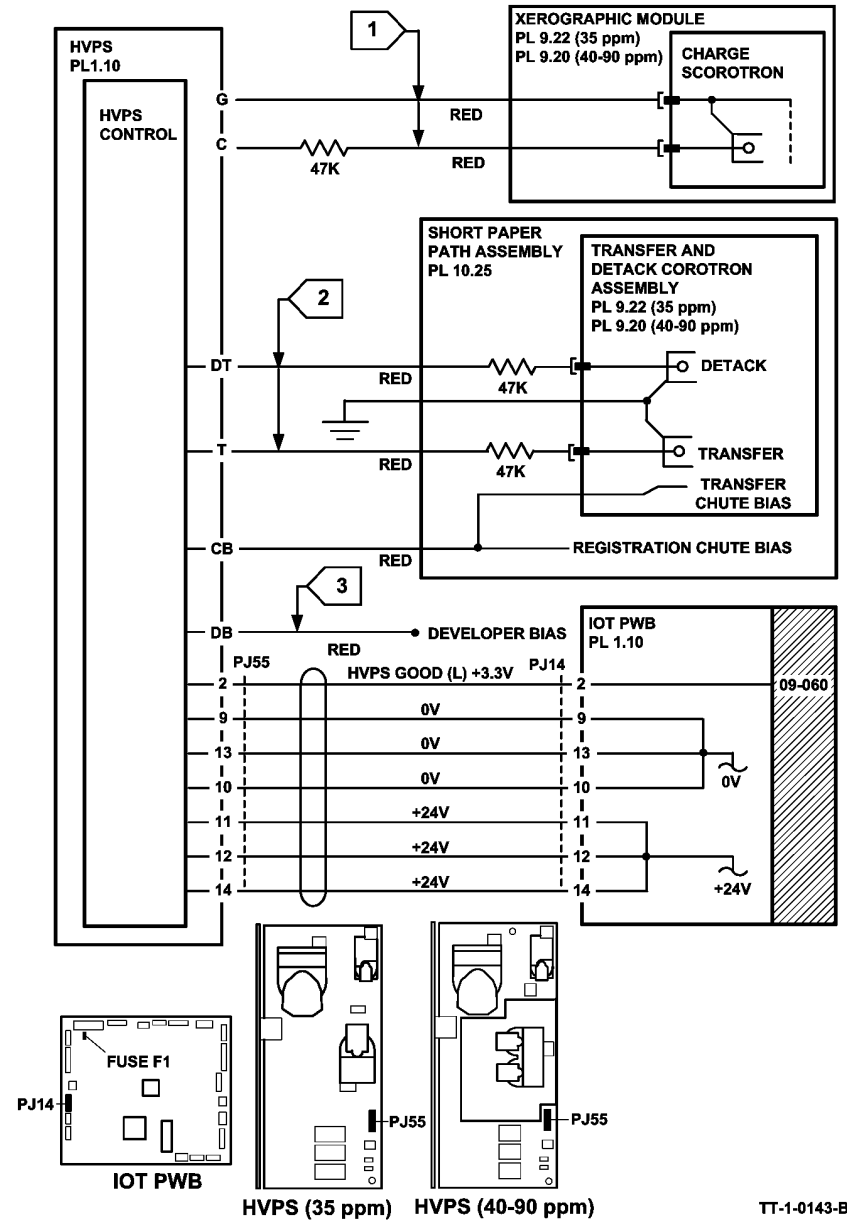 1
XEROGRAPHIC MODULE
PL 9.22 (35 ppm)
PL 9.20 (40-90 ppm)
CHARGE
SCOROTRON
HVPS
PL1.10
HVPS
CONTROL
G
RED
C
47K
RED
SHORT PAPER
PATH ASSEMBLY
PL 10.25
TRANSFER AND
DETACK COROTRON
ASSEMBLY
PL 9.22 (35 ppm)
PL 9.20 (40-90 ppm)
2
DT
RED
47K
DETACK
T
RED
47K
TRANSFER
TRANSFER
CHUTE BIAS
CB
RED
REGISTRATION CHUTE BIAS
3
DB
RED
DEVELOPER BIAS
IOT PWB
PL 1.10
PJ55
PJ14
2 HVPS GOOD (L) +3.3V 2 09-060
9 0V 9
13 0V 13
0V
10 0V 10
11 +24V 11
12 +24V 12
+24V
14 +24V 14
FUSE F1
PJ14
IOT PWB
PJ55
HVPS (35 ppm)
PJ55
HVPS (40-90 ppm)
TT-1-0143-B